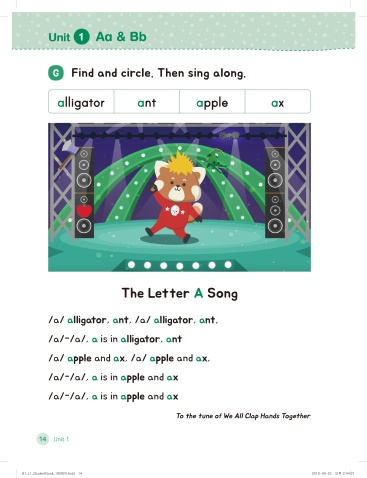 Unit 1 Aa & Bb
G Find and circle. Then sing along.
alligator ant apple ax
The Letter A Song
/a/ alligator, ant, /a/ alligator, ant,
/a/-/a/, a is in alligator, ant
/a/ apple and ax, /a/ apple and ax,
/a/-/a/, a is in apple and ax
/a/-/a/, a is in apple and ax
To the tune of We All Clap Hands Together
14 Unit 1